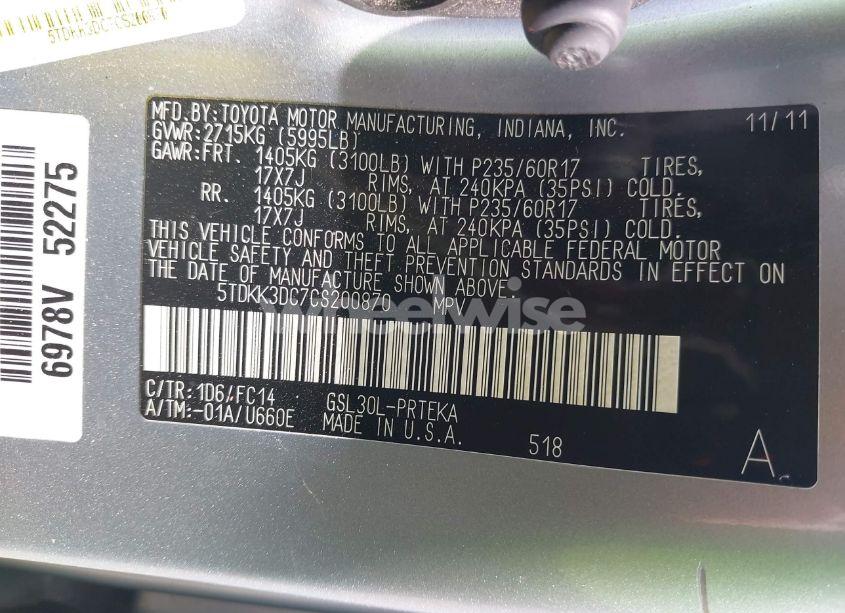 5TDKK3DC7CS200870
6978V 52275
MFD.BY:TOYOTA MOTOR MANUFACTURING, INDIANA, INC. 11/11
GVWR:2715KG (5995LB)
GAWR:FRT. 1405KG (3100LB) WITH P235/60R17 TIRES,
17X7J RIMS, AT 240KPA (35PSI) COLD.
RR. 1405KG (3100LB) WITH P235/60R17 TIRES,
17X7J RIMS, AT 240KPA (35PSI) COLD.
THIS VEHICLE CONFORMS TO ALL APPLICABLE FEDERAL MOTOR
VEHICLE SAFETY AND THEFT PREVENTION STANDARDS IN EFFECT ON
THE DATE OF MANUFACTURE SHOWN ABOVE.
5TDKK3DC7CS200870 MPV
wheelwise
C/TR:1D6/FC14 GSL30L-PRTEKA
A/TM:-01A/U660E MADE IN U.S.A. 518 A